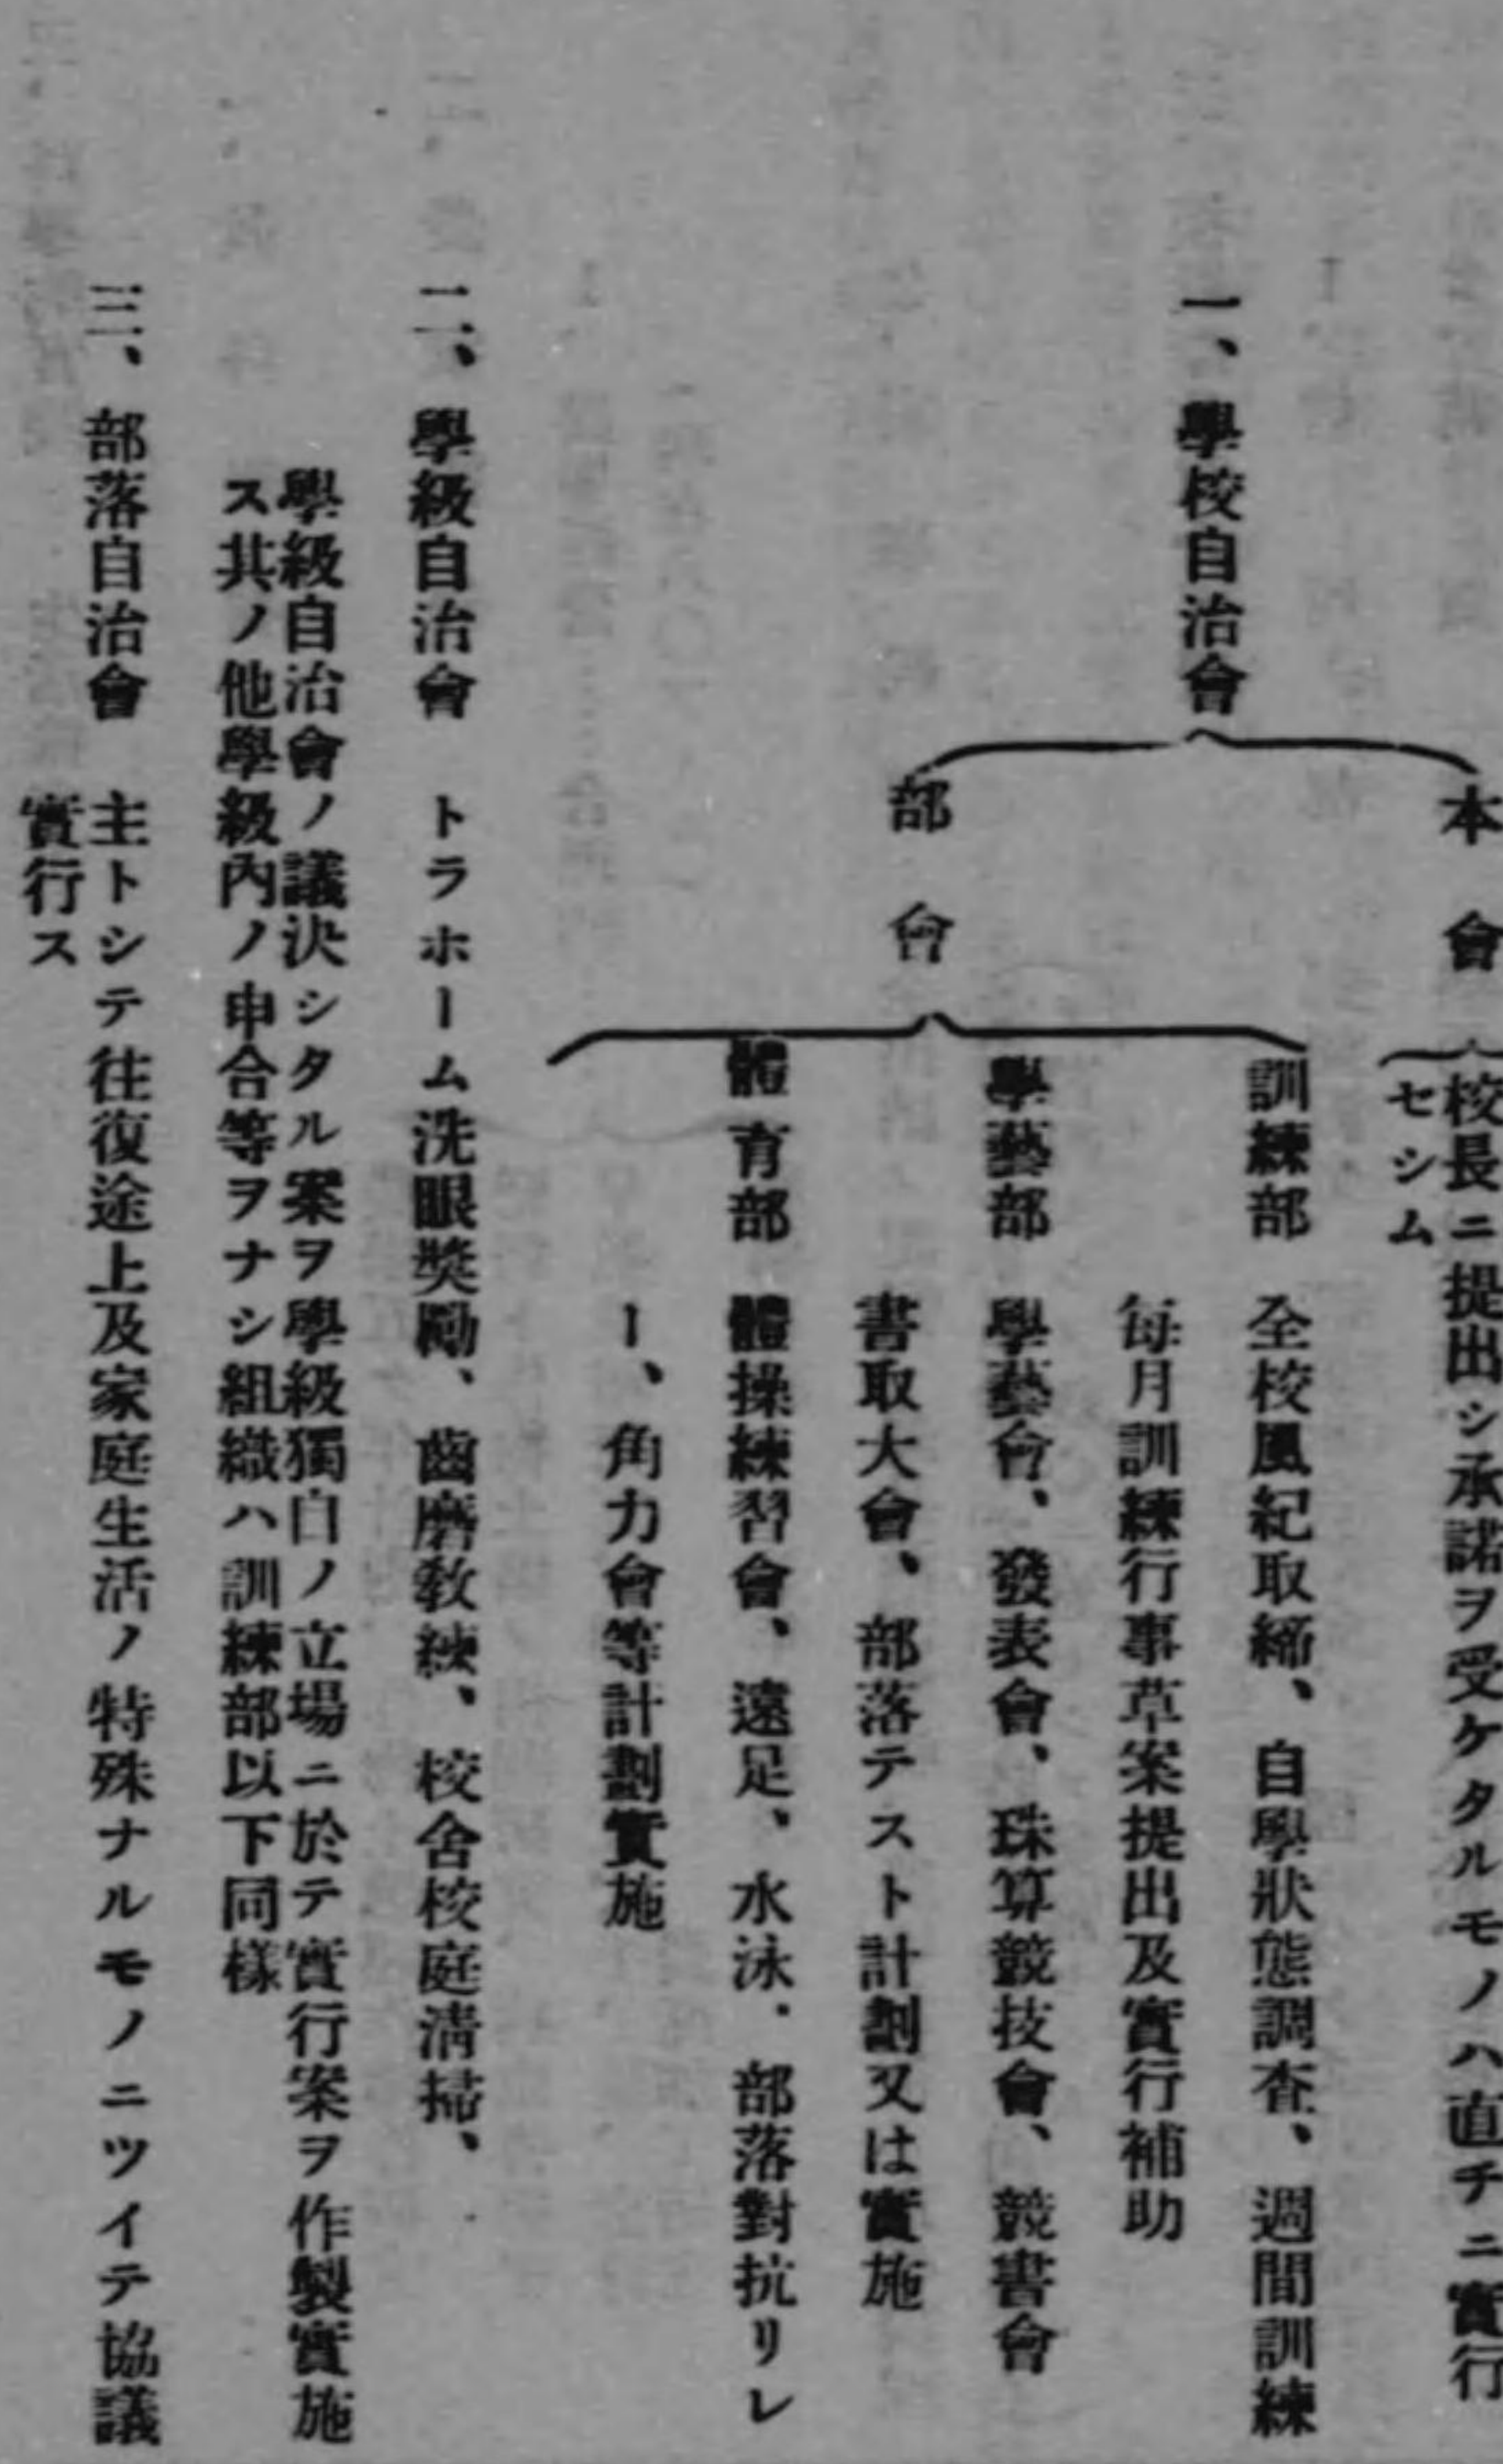 一、學校自治會
本會
校長ニ提出シ承諾ヲ受ケタルモノハ直チニ實行
セシム
部會
訓練部 全校風紀取締、自學狀態調査、週間訓練
每月訓練行事草案提出及實行補助
學藝部 學藝會、發表會、珠算競技會、競書會
書取大會、部落テスト計劃又は實施
體育部 體操練習會、遠足、水泳．部落對抗リレ
ー、角力會等計劃實施
二、學級自治會 トラホーム洗眼獎勵、齒磨教練、校舍校庭淸掃、
學級自治會ノ議決シタル案ヲ學級獨自ノ立場ニ於テ實行案ヲ作製實施
ス其ノ他學級內ノ申合等ヲナシ組織ハ訓練部以下同樣
三、部落自治會 主トシテ往復途上及家庭生活ノ特殊ナルモノニツイテ協議
實行ス